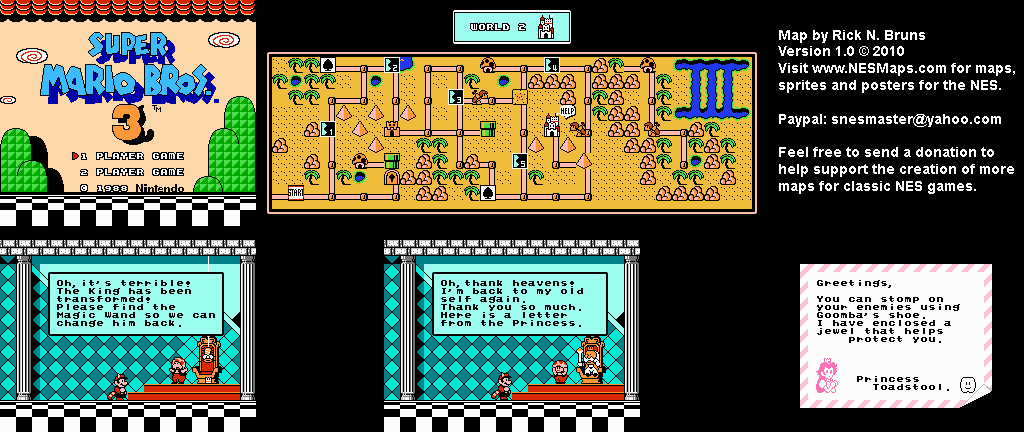 SUPER
MARIO BROS.
TM
3
1 PLAYER GAME
2 PLAYER GAME
© 1988 Nintendo
WORLD 2
2
4
3
HELP!
1
5
START
Map by Rick N. Bruns
Version 1.0 © 2010
Visit www.NESMaps.com for maps,
sprites and posters for the NES.
Paypal: snesmaster@yahoo.com
Feel free to send a donation to
help support the creation of more
maps for classic NES games.
Oh, it's terrible!
The King has been
transformed!
Please find the
Magic Wand so we can
change him back.
Oh, thank heavens!
I'm back to my old
self again.
Thank you so much.
Here is a letter
from the Princess.
Greetings,
You can stomp on
your enemies using
Goomba's shoe.
I have enclosed a
jewel that helps
protect you.
Princess
Toadstool.